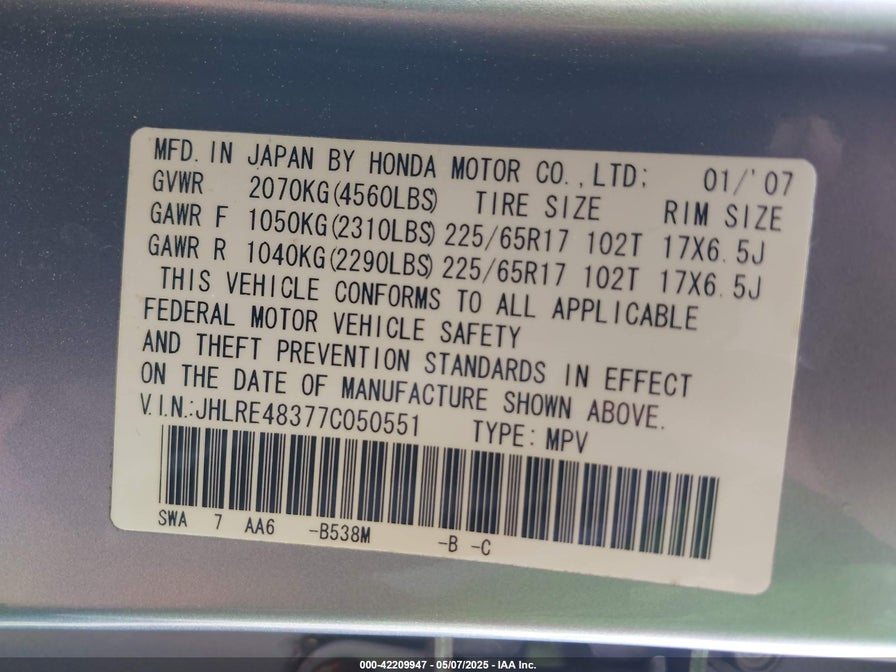 MFD. IN JAPAN BY HONDA MOTOR CO.,LTD: 01/'07
GVWR 2070KG(4560LBS) TIRE SIZE RIM SIZE
GAWR F 1050KG(2310LBS) 225/65R17 102T 17X6.5J
GAWR R 1040KG(2290LBS) 225/65R17 102T 17X6.5J
THIS VEHICLE CONFORMS TO ALL APPLICABLE
FEDERAL MOTOR VEHICLE SAFETY
AND THEFT PREVENTION STANDARDS IN EFFECT
ON THE DATE OF MANUFACTURE SHOWN ABOVE.
V.I.N.:JHLRE48377C050551 TYPE: MPV
SWA 7 AA6 -B538M -B -C
000-42209947 - 05/07/2025 - IAA Inc.